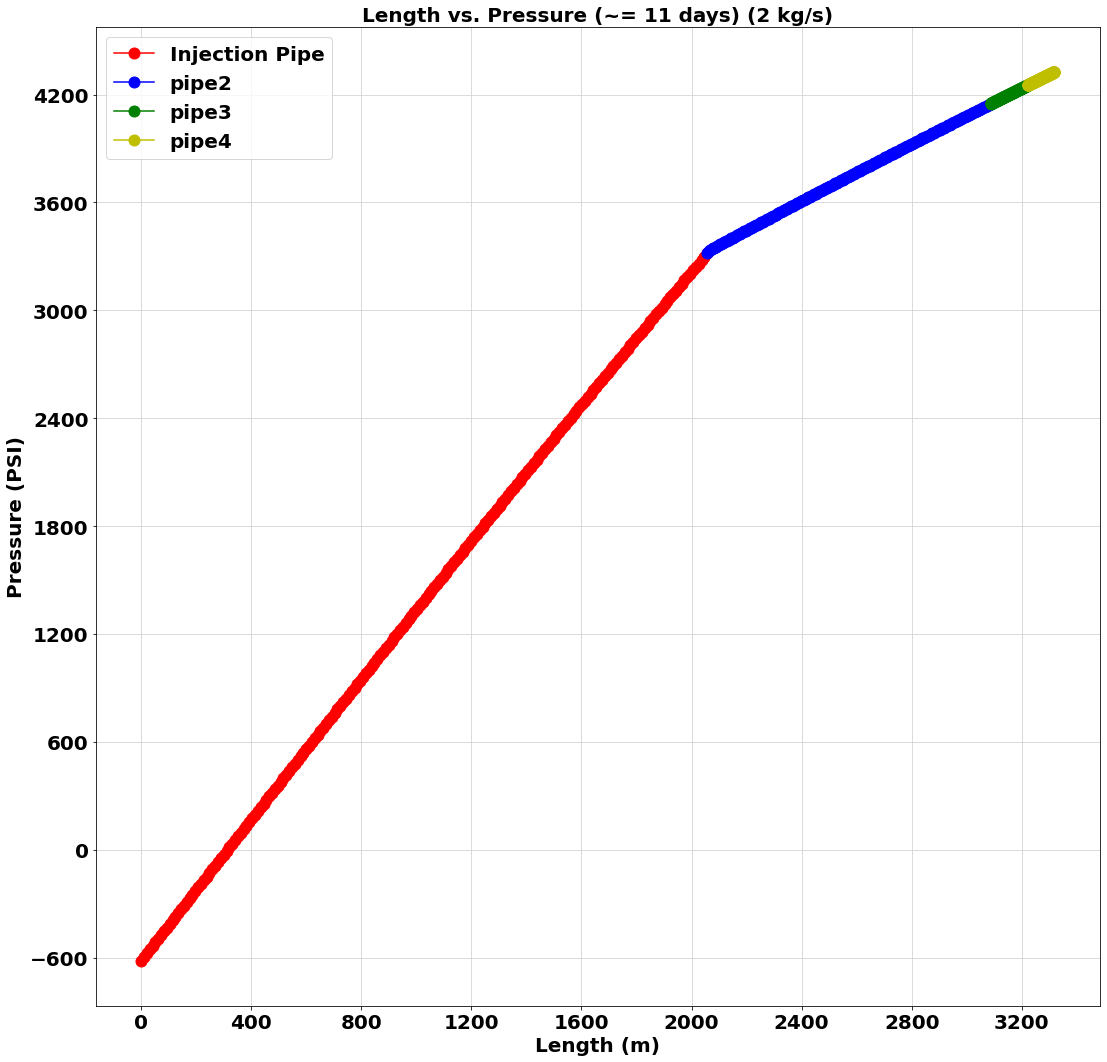 Length vs. Pressure (~= 11 days) (2 kg/s)
Injection Pipe
pipe2
pipe3
pipe4
Pressure (PSI)
4200
3600
3000
2400
1800
1200
600
0
−600
0 400 800 1200 1600 2000 2400 2800 3200
Length (m)